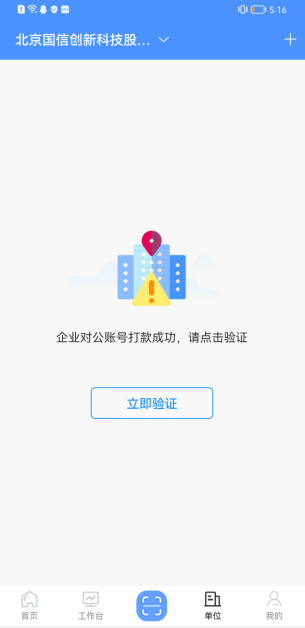 5:16
北京国信创新科技股...
企业对公账号打款成功，请点击验证
立即验证
首页
工作台
单位
我的